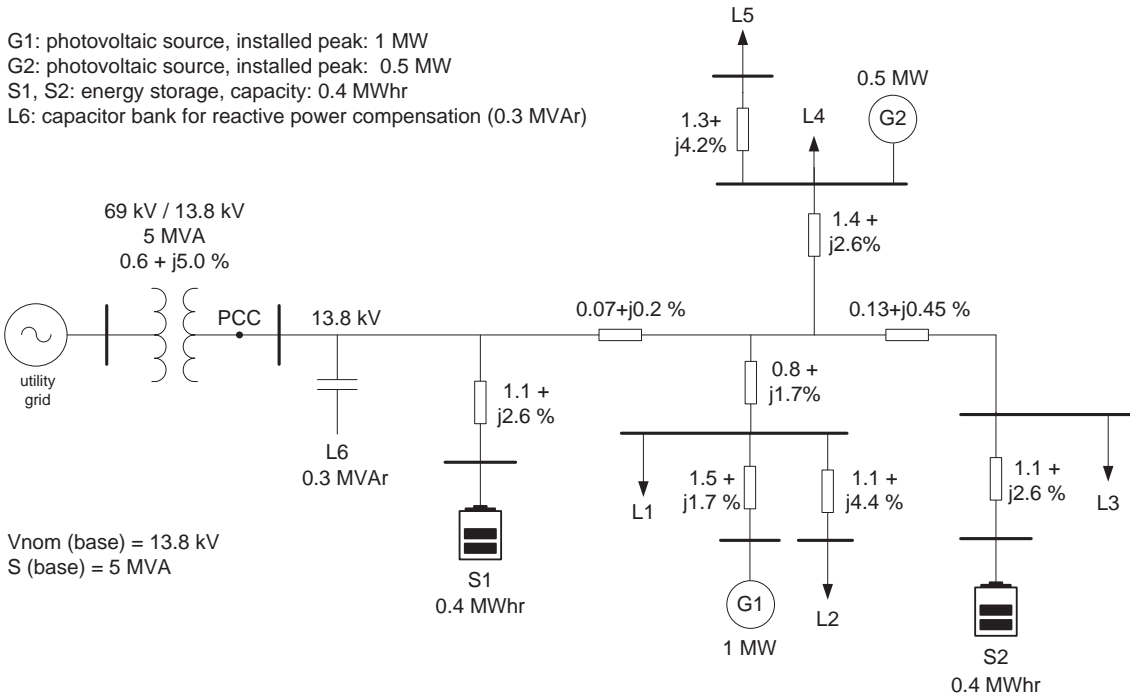 G1: photovoltaic source, installed peak: 1 MW
G2: photovoltaic source, installed peak:  0.5 MW
S1, S2: energy storage, capacity: 0.4 MWhr
L6: capacitor bank for reactive power compensation (0.3 MVAr)
L5
1.3+
j4.2%
L4
0.5 MW
G2
1.4 +
j2.6%
69 kV / 13.8 kV
5 MVA
0.6 + j5.0 %
utility
grid
PCC
13.8 kV
0.07+j0.2 %
0.13+j0.45 %
L6
0.3 MVAr
1.1 +
j2.6 %
S1
0.4 MWhr
0.8 +
j1.7%
L1
1.5 +
j1.7 %
1.1 +
j4.4 %
G1
1 MW
L2
1.1 +
j2.6 %
L3
S2
0.4 MWhr
Vnom (base) = 13.8 kV
S (base) = 5 MVA